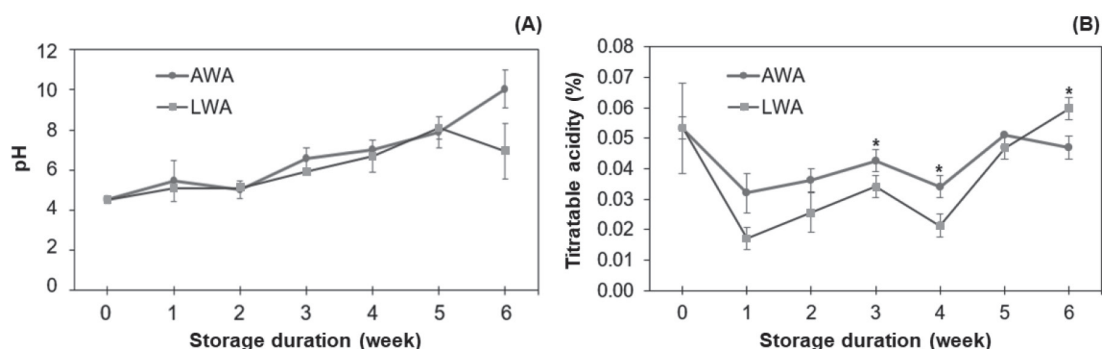 (A)
pH
12
10
8
6
4
2
0
AWA
LWA
0 1 2 3 4 5 6
Storage duration (week)
(B)
Titratable acidity (%)
0.08
0.07
0.06
0.05
0.04
0.03
0.02
0.01
0.00
AWA
LWA
*
*
*
0 1 2 3 4 5 6
Storage duration (week)